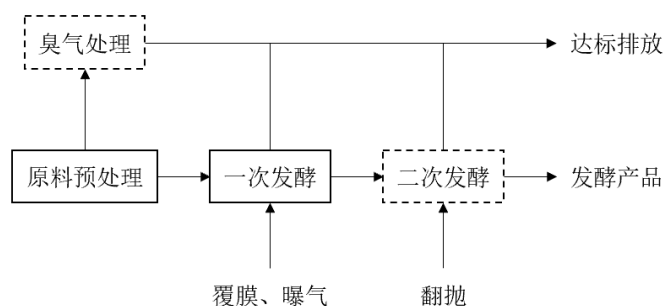 臭气处理
达标排放
原料预处理
一次发酵
二次发酵
发酵产品
覆膜、曝气
翻抛